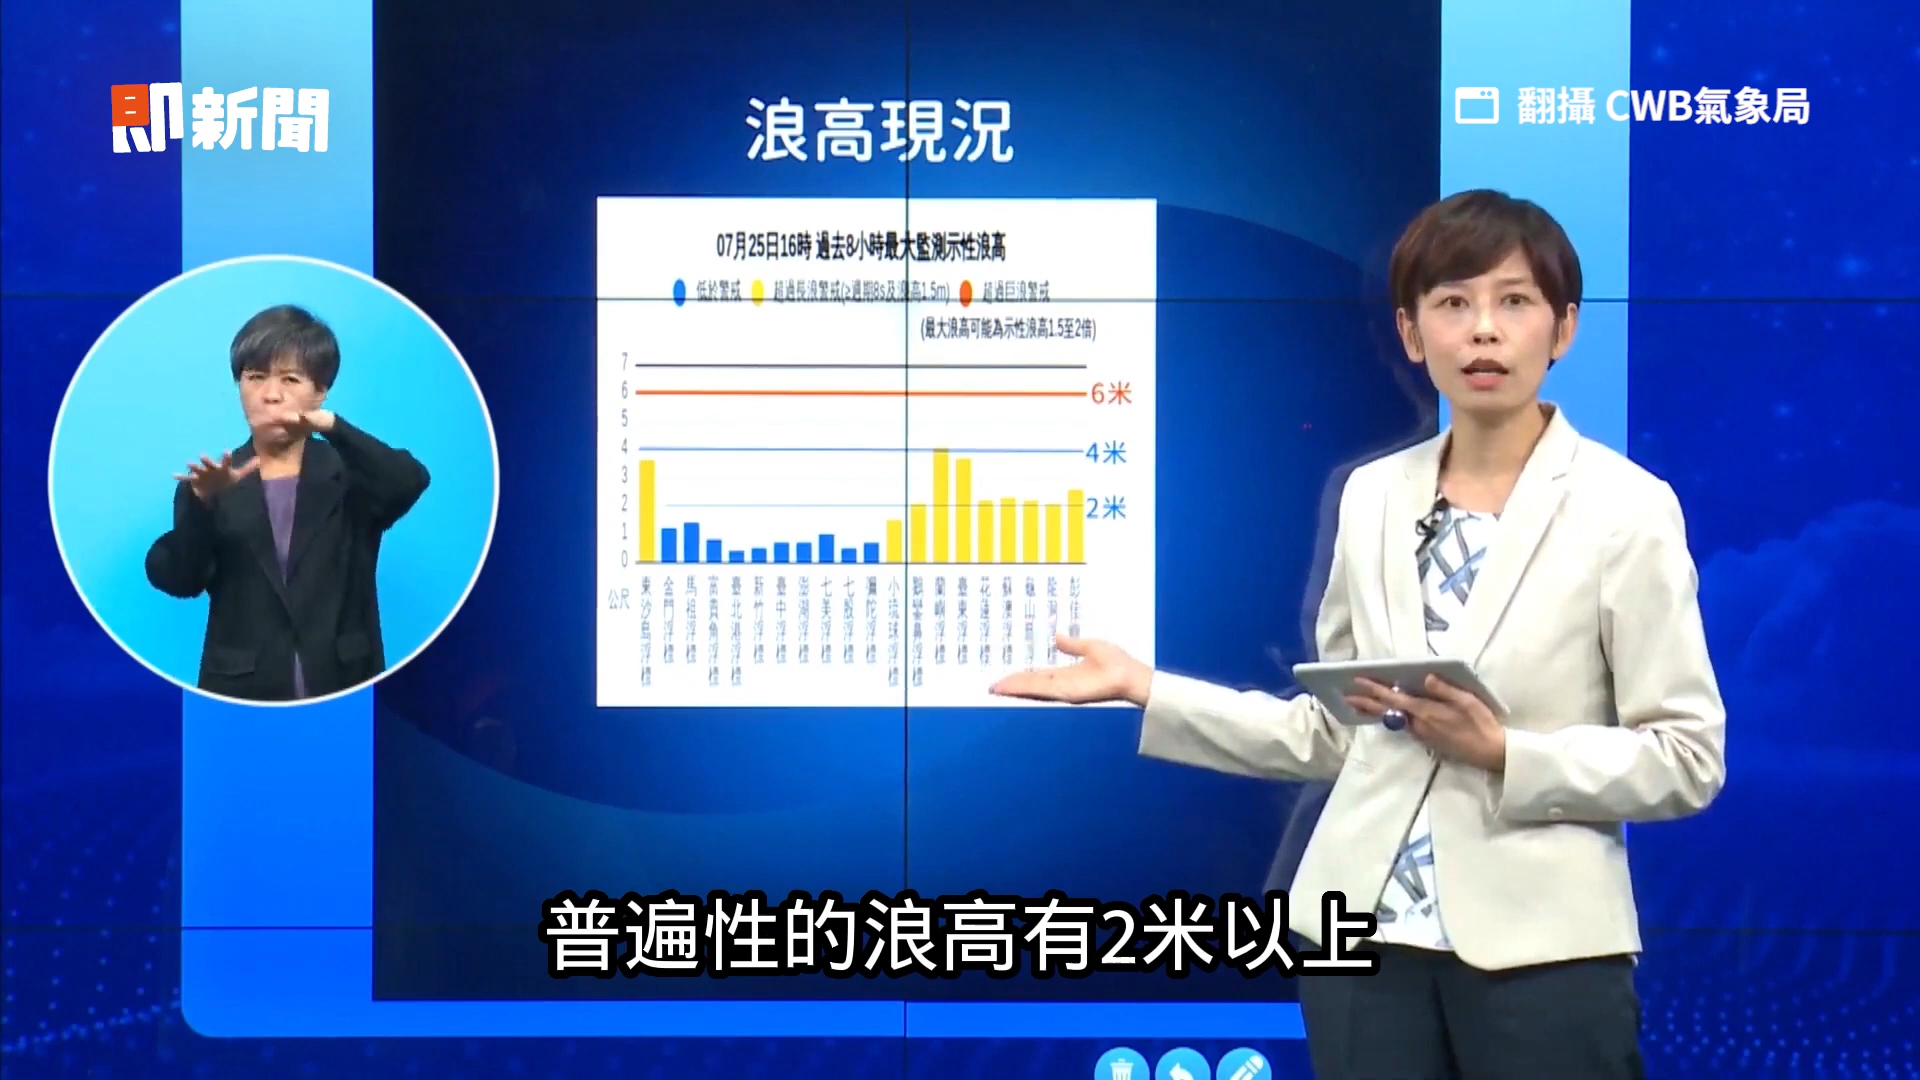 即新聞
翻攝 CWB氣象局
浪高現況
07月25日16時 過去8小時最大監測示性浪高
低於警戒 超過長浪警戒(≥週期8s及浪高1.5m) 超過巨浪警戒
(最大浪高可能為示性浪高1.5至2倍)
7
6
5
4
3
2
1
0
6米
4米
2米
公尺
東沙島浮標
金門浮標
馬祖浮標
富貴角浮標
臺北港浮標
新竹浮標
臺中浮標
澎湖浮標
七美浮標
七股浮標
彌陀浮標
小琉球浮標
鵝鑾鼻浮標
蘭嶼浮標
臺東浮標
花蓮浮標
蘇澳浮標
龜山島浮
彭佳
普遍性的浪高有2米以上